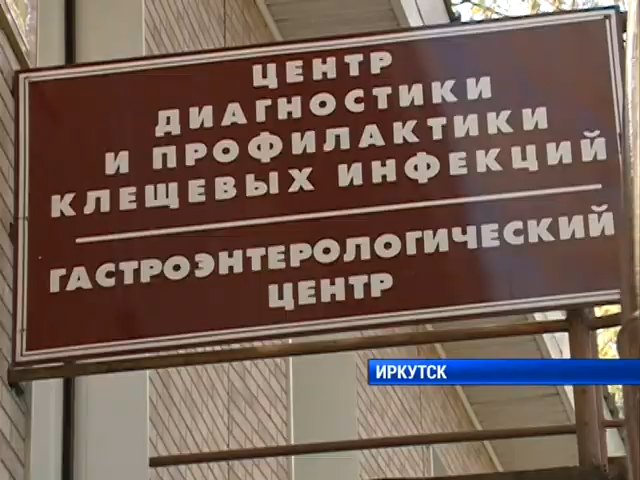 ЦЕНТР
ДИАГНОСТИКИ
И ПРОФИЛАКТИКИ
КЛЕЩЕВЫХ ИНФЕКЦИЙ
ГАСТРОЭНТЕРОЛОГИЧЕСКИЙ
ЦЕНТР
ИРКУТСК